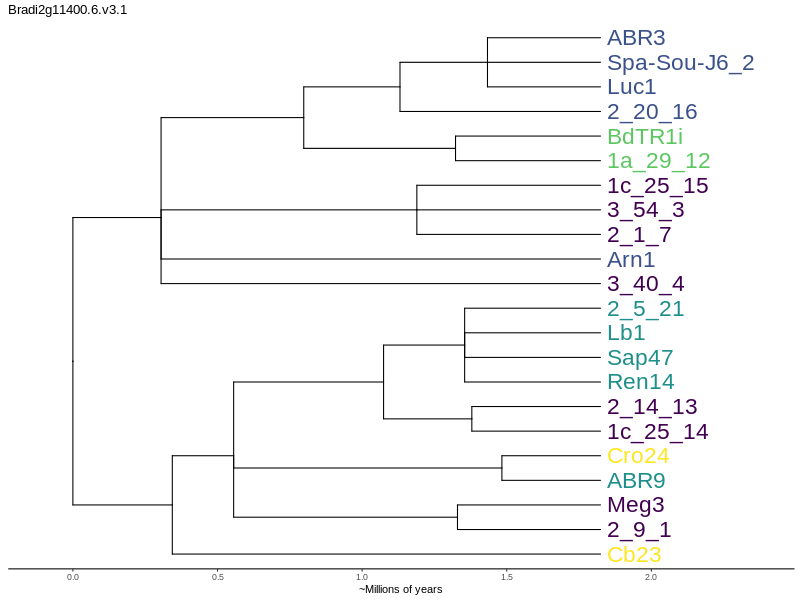 Bradi2g11400.6.v3.1
ABR3
Spa-Sou-J6_2
Luc1
2_20_16
BdTR1i
1a_29_12
1c_25_15
3_54_3
2_1_7
Arn1
3_40_4
2_5_21
Lb1
Sap47
Ren14
2_14_13
1c_25_14
Cro24
ABR9
Meg3
2_9_1
Cb23
0.0 0.5 1.0 1.5 2.0
~Millions of years